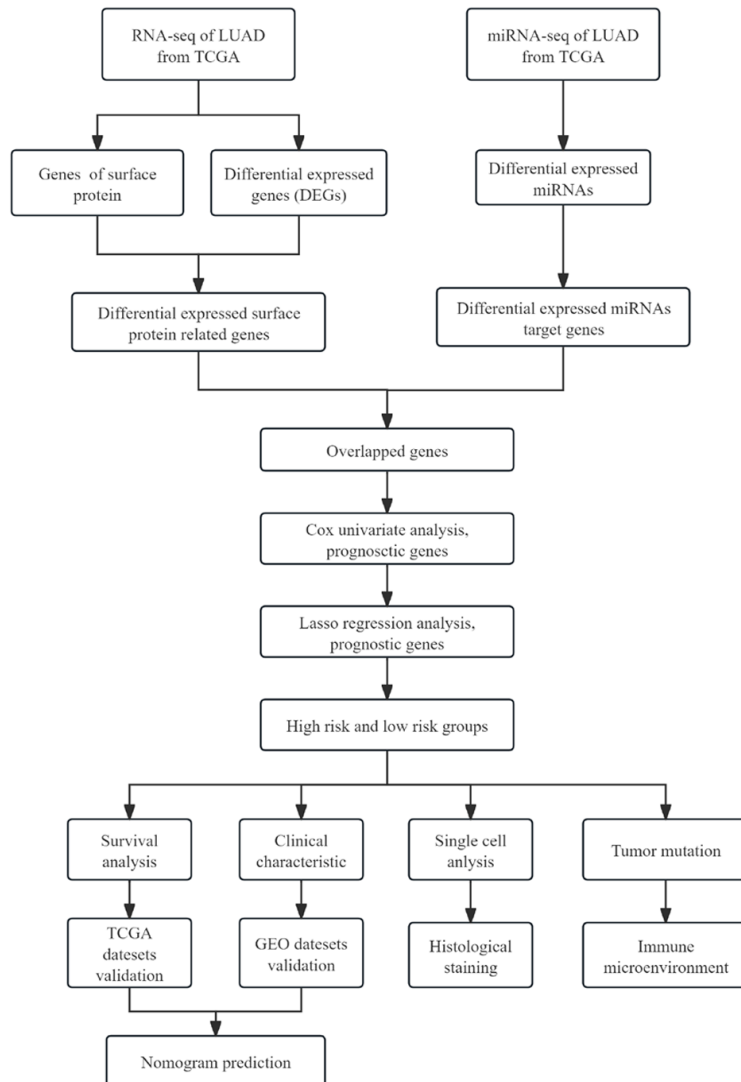 RNA-seq of LUAD
from TCGA
miRNA-seq of LUAD
from TCGA
Genes of surface
protein
Differential expressed
genes (DEGs)
Differential expressed
miRNAs
Differential expressed surface
protein related genes
Differential expressed miRNAs
target genes
Overlapped genes
Cox univariate analysis,
prognosctic genes
Lasso regression analysis,
prognostic genes
High risk and low risk groups
Survival
analysis
Clinical
characteristic
Single cell
anlysis
Tumor mutation
TCGA
datesets
validation
GEO datesets
validation
Histological
staining
Immune
microenvironment
Nomogram prediction